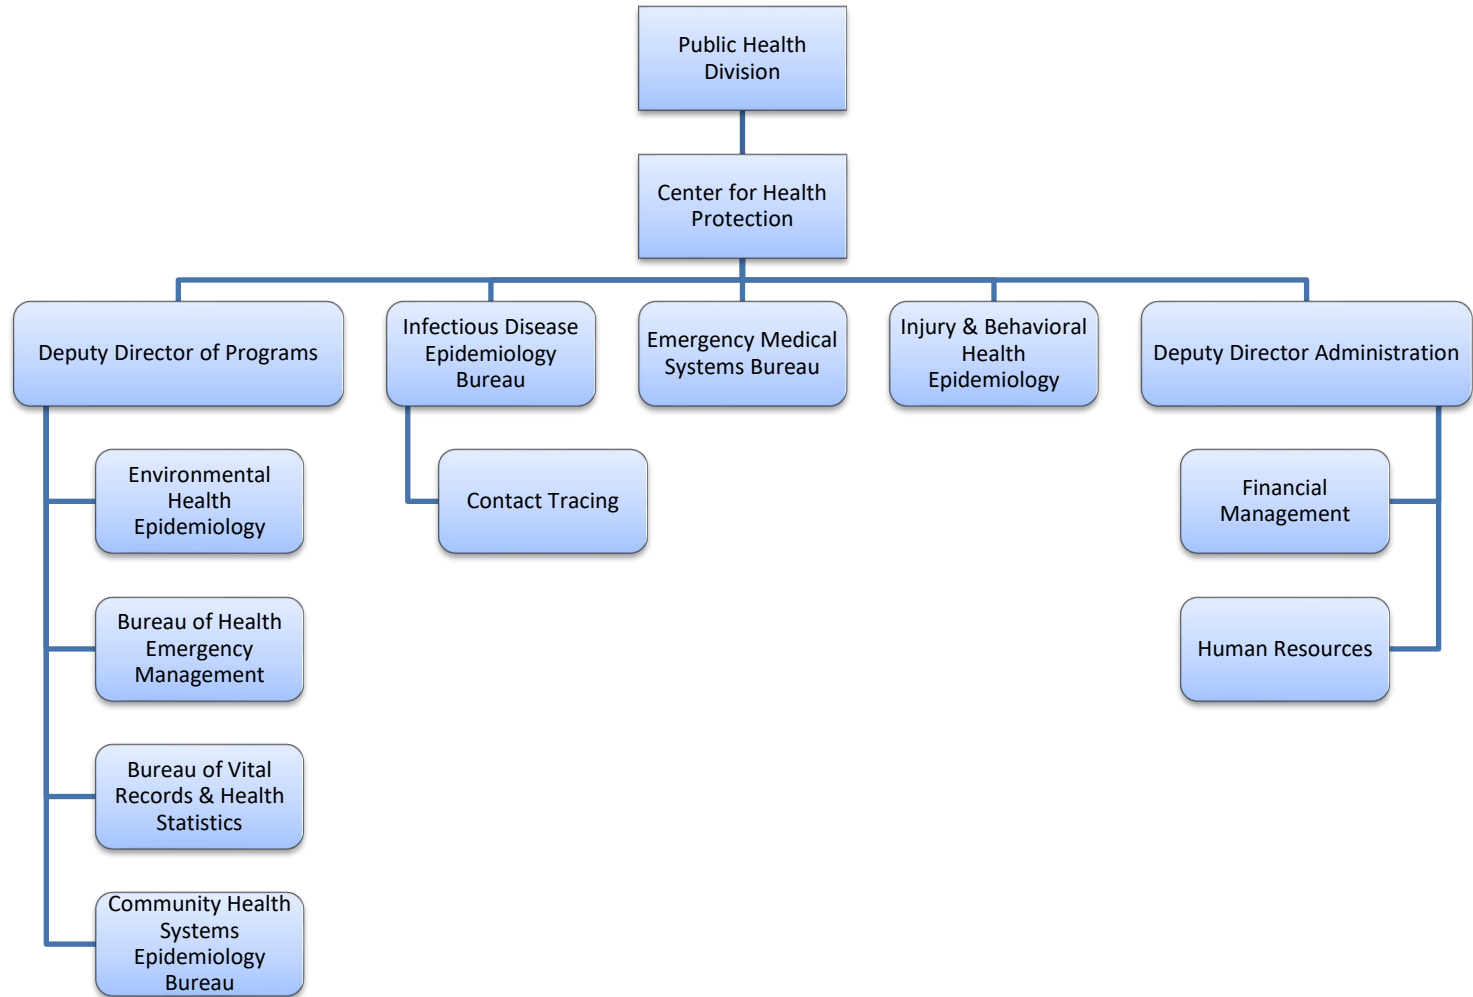 Public Health
Division
Center for Health
Protection
Deputy Director of Programs
Infectious Disease
Epidemiology
Bureau
Emergency Medical
Systems Bureau
Injury & Behavioral
Health
Epidemiology
Deputy Director Administration
Environmental
Health
Epidemiology
Contact Tracing
Financial
Management
Bureau of Health
Emergency
Management
Human Resources
Bureau of Vital
Records & Health
Statistics
Community Health
Systems
Epidemiology
Bureau